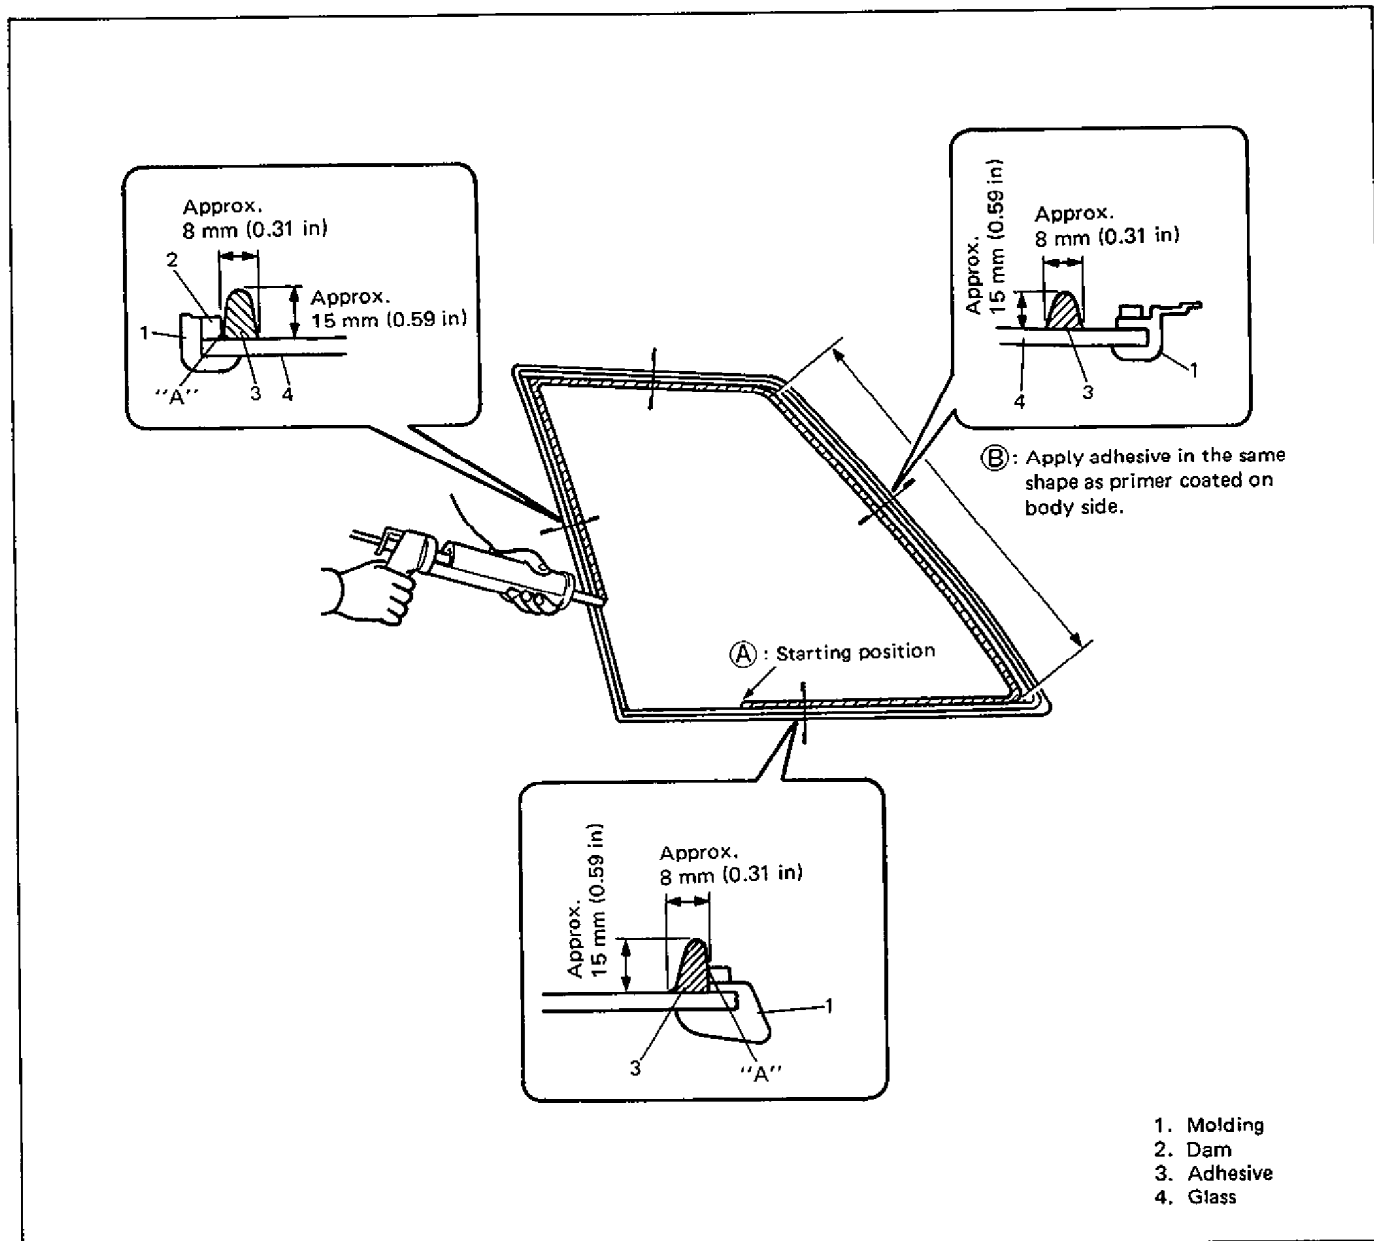 Approx.
8 mm (0.31 in)
2
Approx.
15 mm (0.59 in)
1
"A"
3
4
Approx.
15 mm (0.59 in)
Approx.
8 mm (0.31 in)
1
4
3
Ⓑ: Apply adhesive in the same
shape as primer coated on
body side.
Ⓐ : Starting position
Approx.
15 mm (0.59 in)
Approx.
8 mm (0.31 in)
1
3
"A"
1. Molding
2. Dam
3. Adhesive
4. Glass